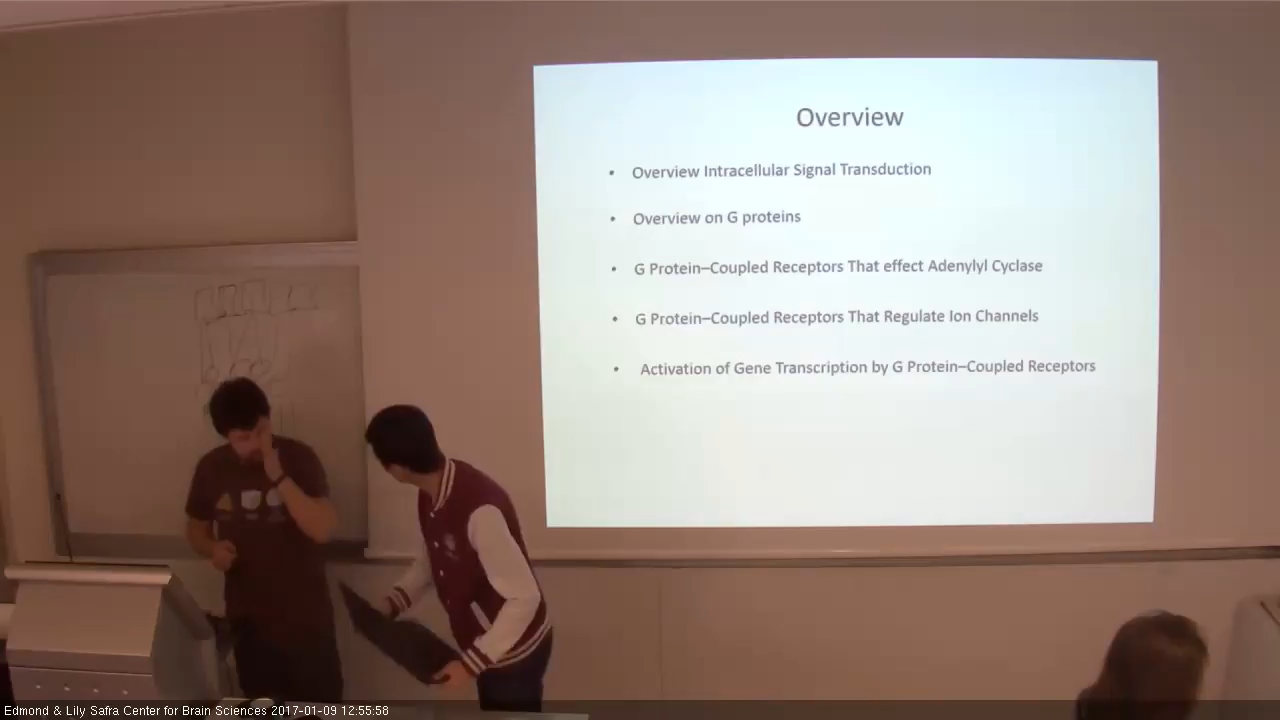 Overview
• Overview Intracellular Signal Transduction
• Overview on G proteins
• G Protein–Coupled Receptors That effect Adenylyl Cyclase
• G Protein–Coupled Receptors That Regulate Ion Channels
• Activation of Gene Transcription by G Protein–Coupled Receptors
Edmond & Lily Safra Center for Brain Sciences 2017-01-09 12:55:58